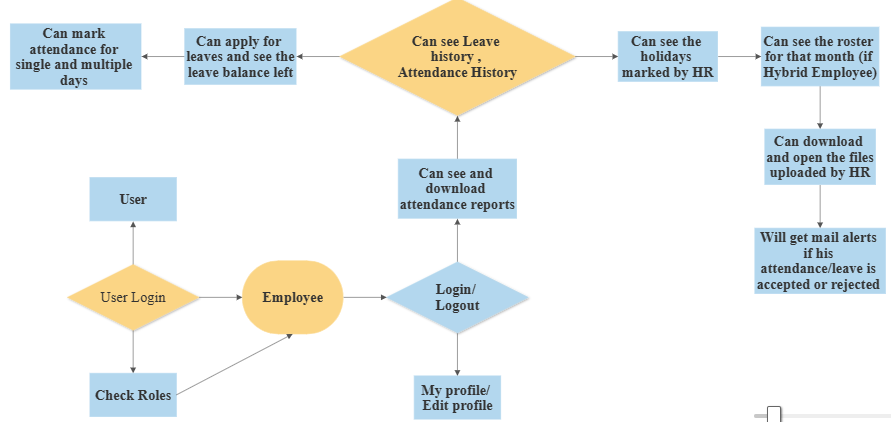 Can mark
attendance for
single and multiple
days
Can apply for
leaves and see the
leave balance left
Can see Leave
history ,
Attendance History
Can see the
holidays
marked by HR
Can see the roster
for that month (if
Hybrid Employee)
Can download
and open the files
uploaded by HR
Will get mail alerts
if his
attendance/leave is
accepted or rejected
Can see and
download
attendance reports
User
User Login
Employee
Login/
Logout
Check Roles
My profile/
Edit profile